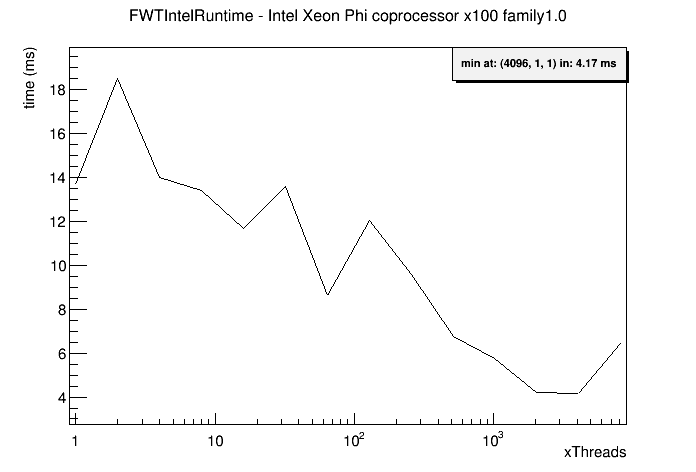 FWTIntelRuntime - Intel Xeon Phi coprocessor x100 family1.0
min at: (4096, 1, 1) in: 4.17 ms
time (ms)
18
16
14
12
10
8
6
4
1 10 10² 10³
xThreads